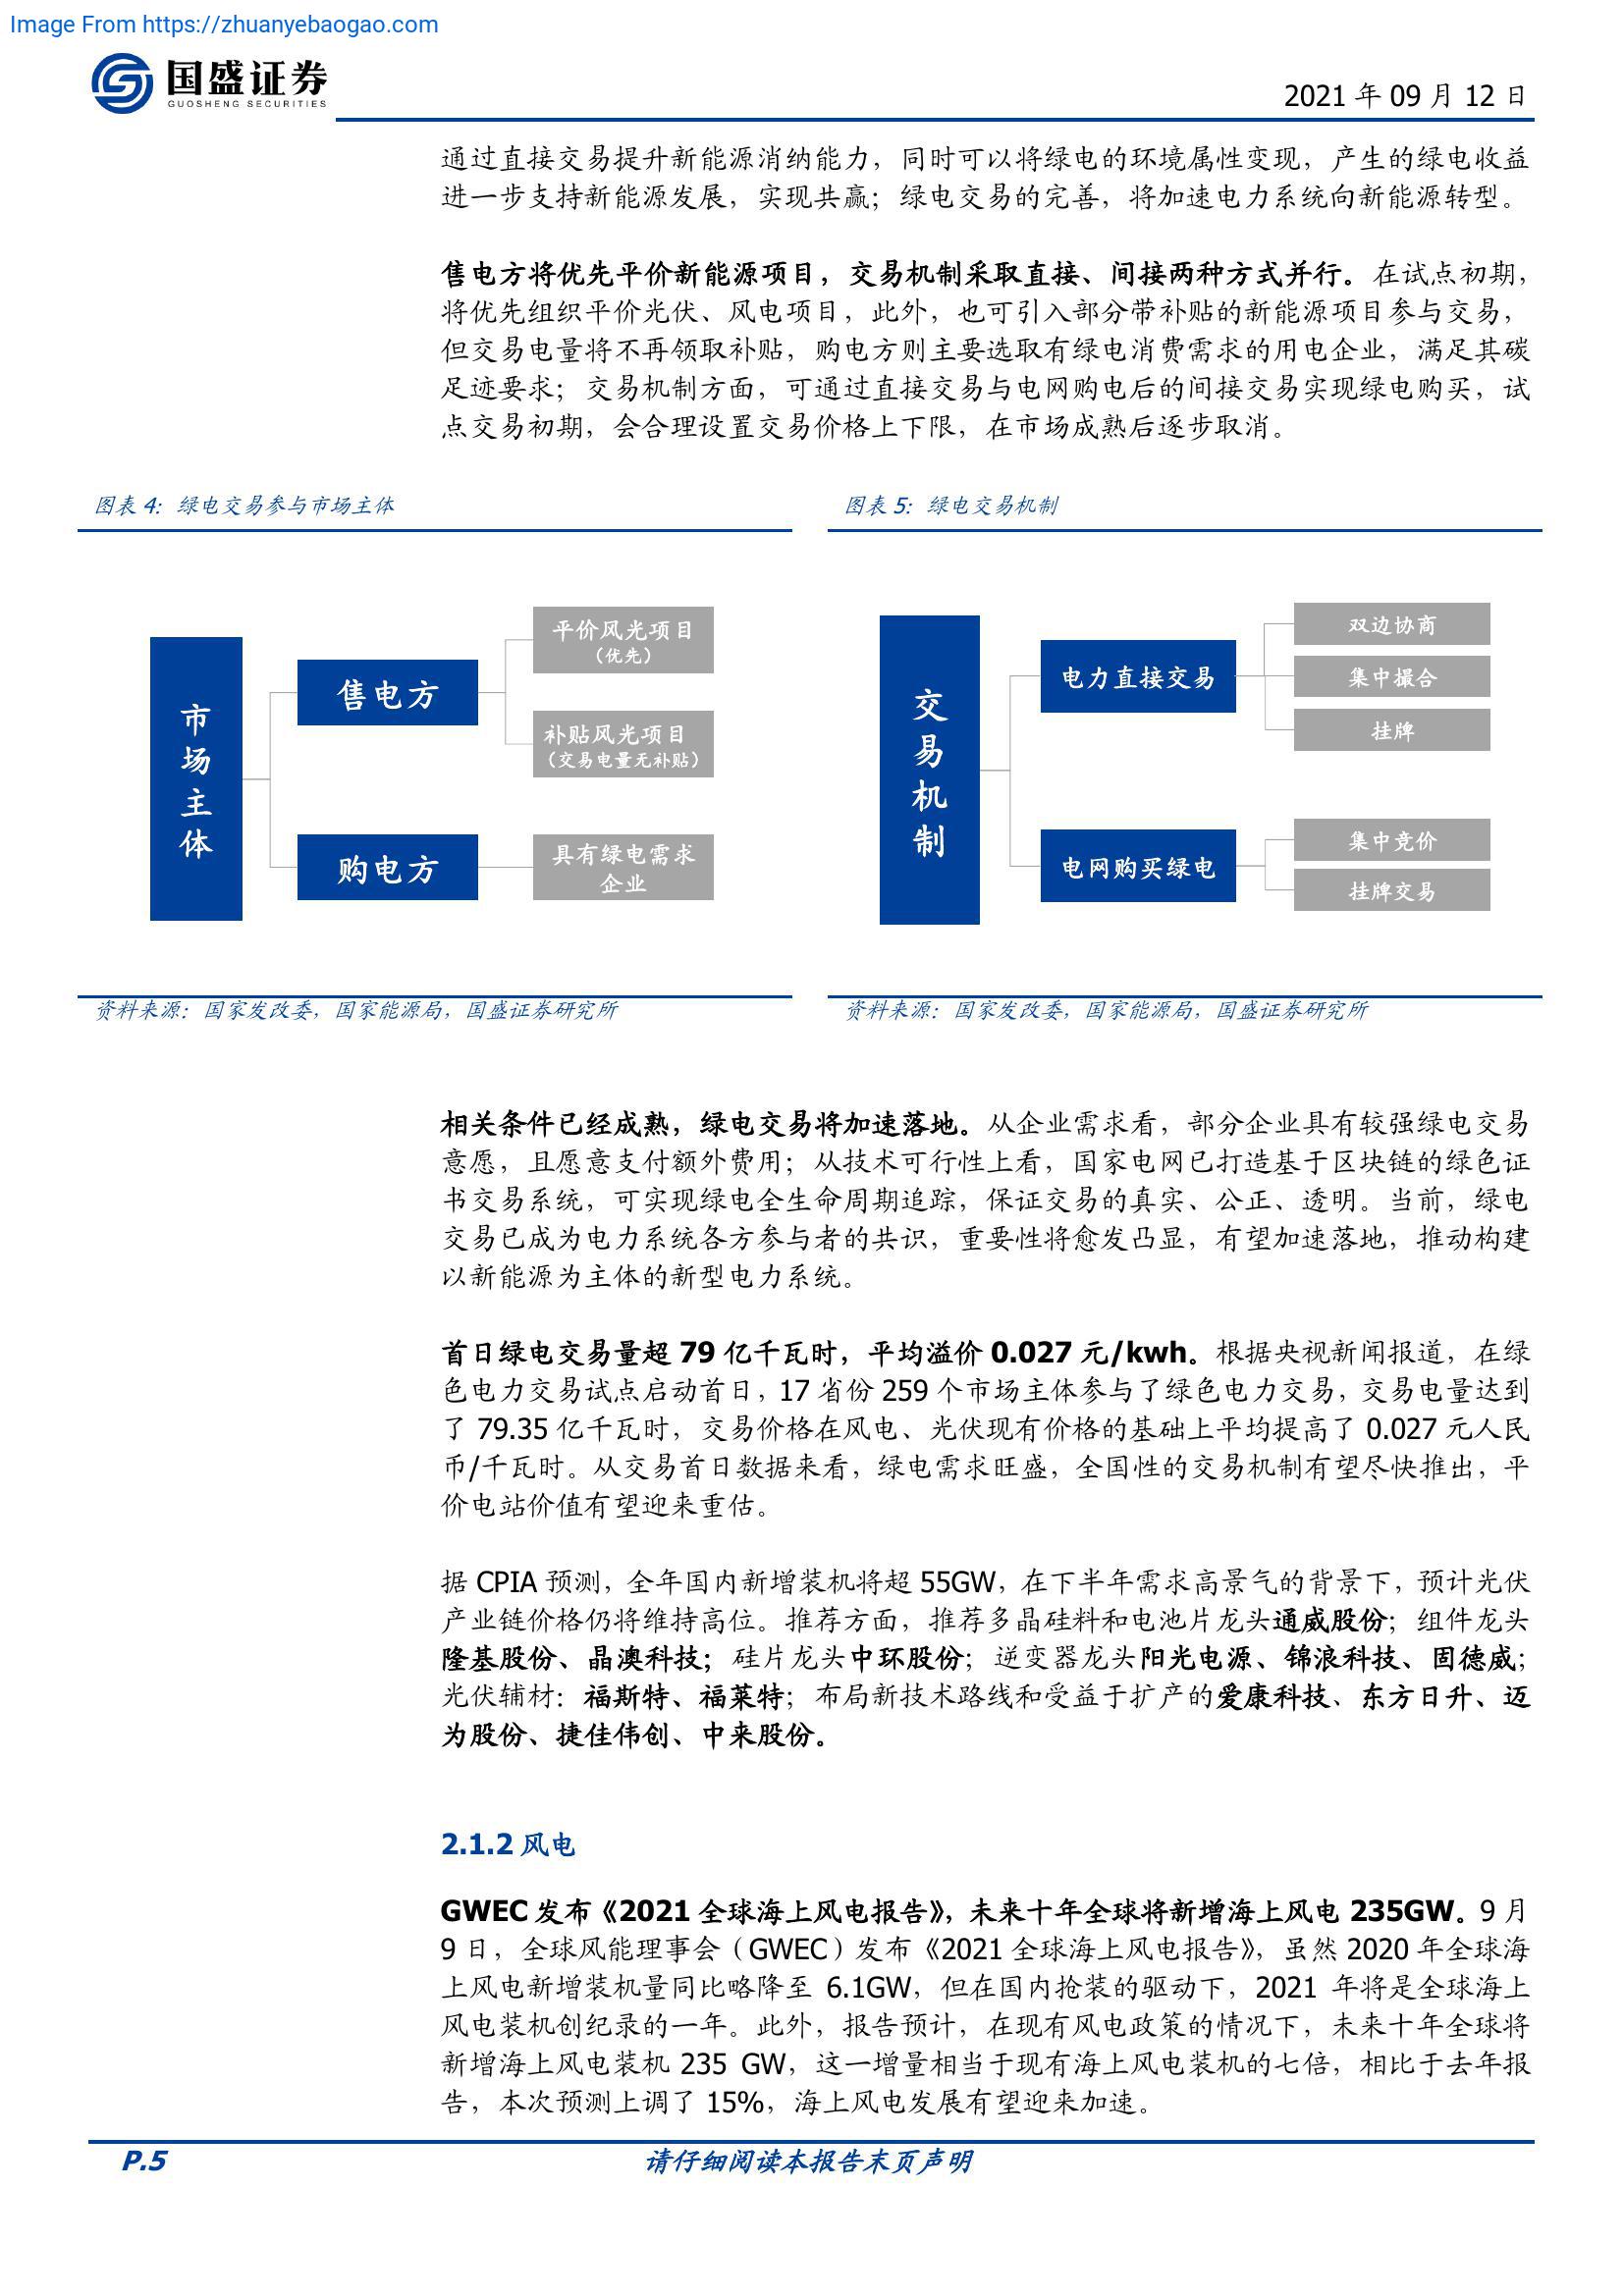 Image From https://zhuanyebaogao.com
国盛证券
GUOSHENG SECURITIES
2021 年 09 月 12 日
通过直接交易提升新能源消纳能力，同时可以将绿电的环境属性变现，产生的绿电收益
进一步支持新能源发展，实现共赢；绿电交易的完善，将加速电力系统向新能源转型。
售电方将优先平价新能源项目，交易机制采取直接、间接两种方式并行。在试点初期，
将优先组织平价光伏、风电项目，此外，也可引入部分带补贴的新能源项目参与交易，
但交易电量将不再领取补贴，购电方则主要选取有绿电消费需求的用电企业，满足其碳
足迹要求；交易机制方面，可通过直接交易与电网购电后的间接交易实现绿电购买，试
点交易初期，会合理设置交易价格上下限，在市场成熟后逐步取消。
图表 4：绿电交易参与市场主体
市
场
主
体
售电方
平价风光项目
（优先）
补贴风光项目
（交易电量无补贴）
购电方
具有绿电需求
企业
资料来源：国家发改委，国家能源局，国盛证券研究所
图表 5：绿电交易机制
交
易
机
制
电力直接交易
双边协商
集中撮合
挂牌
电网购买绿电
集中竞价
挂牌交易
资料来源：国家发改委，国家能源局，国盛证券研究所
相关条件已经成熟，绿电交易将加速落地。从企业需求看，部分企业具有较强绿电交易
意愿，且愿意支付额外费用；从技术可行性上看，国家电网已打造基于区块链的绿色证
书交易系统，可实现绿电全生命周期追踪，保证交易的真实、公正、透明。当前，绿电
交易已成为电力系统各方参与者的共识，重要性将愈发凸显，有望加速落地，推动构建
以新能源为主体的新型电力系统。
首日绿电交易量超 79 亿千瓦时，平均溢价 0.027 元/kwh。根据央视新闻报道，在绿
色电力交易试点启动首日，17 省份 259 个市场主体参与了绿色电力交易，交易电量达到
了 79.35 亿千瓦时，交易价格在风电、光伏现有价格的基础上平均提高了 0.027 元人民
币/千瓦时。从交易首日数据来看，绿电需求旺盛，全国性的交易机制有望尽快推出，平
价电站价值有望迎来重估。
据 CPIA 预测，全年国内新增装机将超 55GW，在下半年需求高景气的背景下，预计光伏
产业链价格仍将维持高位。推荐方面，推荐多晶硅料和电池片龙头通威股份；组件龙头
隆基股份、晶澳科技；硅片龙头中环股份；逆变器龙头阳光电源、锦浪科技、固德威；
光伏辅材：福斯特、福莱特；布局新技术路线和受益于扩产的爱康科技、东方日升、迈
为股份、捷佳伟创、中来股份。
2.1.2 风电
GWEC 发布《2021 全球海上风电报告》，未来十年全球将新增海上风电 235GW。9 月
9 日，全球风能理事会（GWEC）发布《2021 全球海上风电报告》，虽然 2020 年全球海
上风电新增装机量同比略降至 6.1GW，但在国内抢装的驱动下，2021 年将是全球海上
风电装机创纪录的一年。此外，报告预计，在现有风电政策的情况下，未来十年全球将
新增海上风电装机 235 GW，这一增量相当于现有海上风电装机的七倍，相比于去年报
告，本次预测上调了 15%，海上风电发展有望迎来加速。
P.5
请仔细阅读本报告末页声明